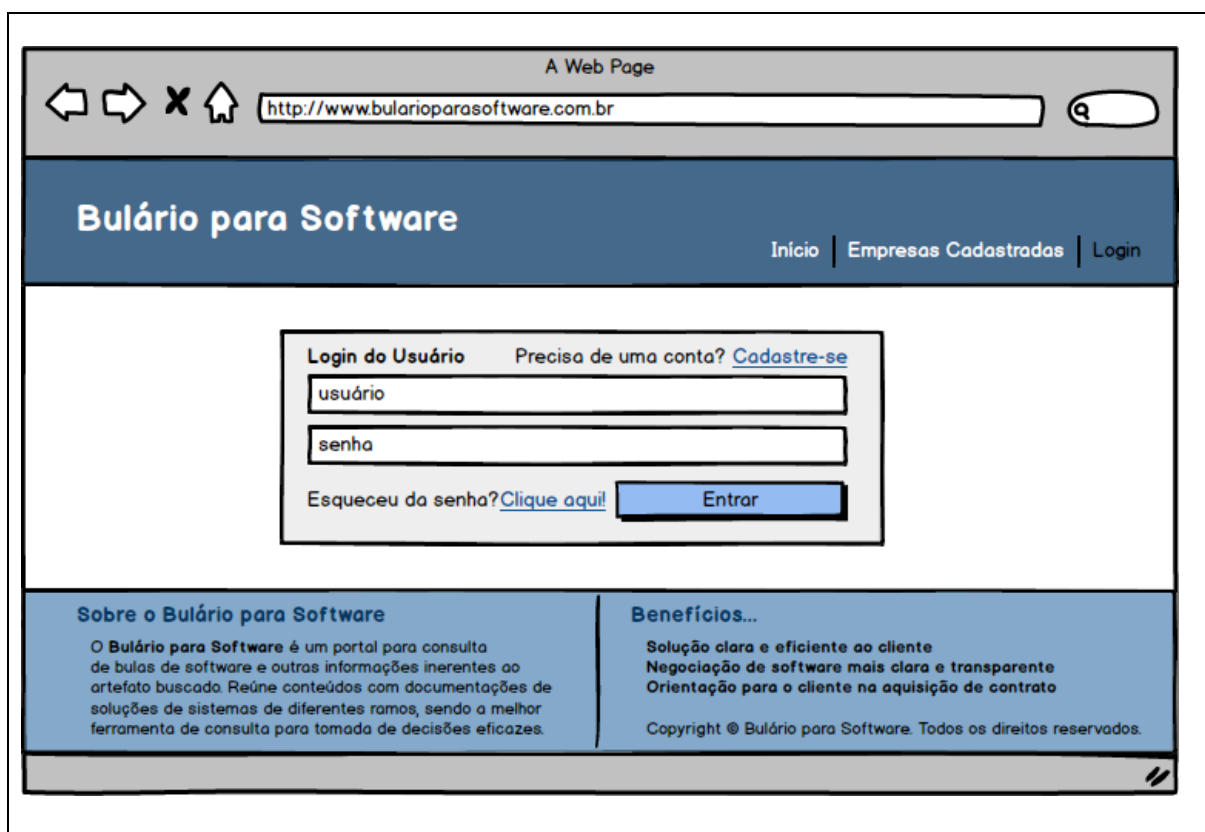 A Web Page
http://www.bularioparasoftware.com.br
Bulário para Software
Início Empresas Cadastradas Login
Login do Usuário Precisa de uma conta? Cadastre-se
usuário
senha
Esqueceu da senha?Clique aqui! Entrar
Sobre o Bulário para Software
O Bulário para Software é um portal para consulta
de bulas de software e outras informações inerentes ao
artefato buscado. Reúne conteúdos com documentações de
soluções de sistemas de diferentes ramos, sendo a melhor
ferramenta de consulta para tomada de decisões eficazes.
Benefícios...
Solução clara e eficiente ao cliente
Negociação de software mais clara e transparente
Orientação para o cliente na aquisição de contrato
Copyright © Bulário para Software. Todos os direitos reservados.